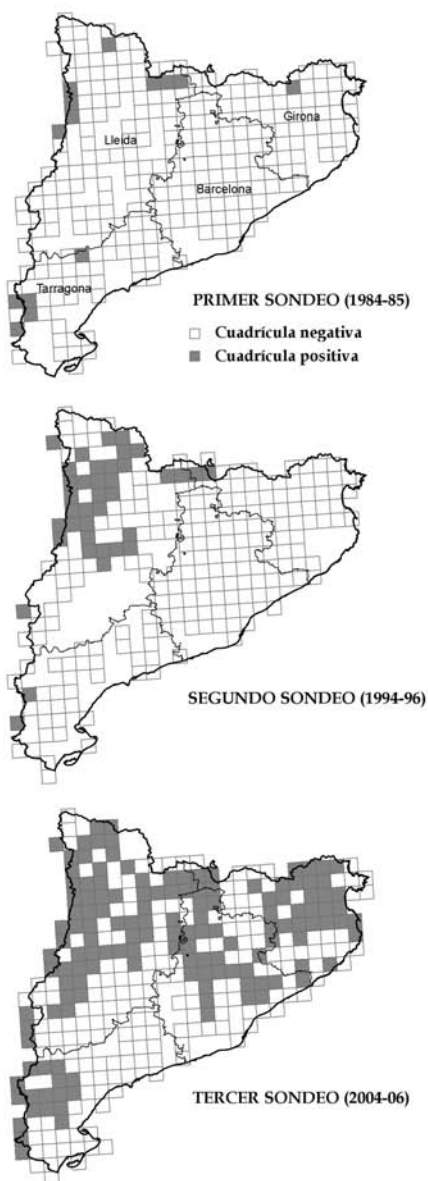 Lleida
Girona
Barcelona
Tarragona
PRIMER SONDEO (1984-85)
Cuadrícula negativa
Cuadrícula positiva
SEGUNDO SONDEO (1994-96)
TERCER SONDEO (2004-06)